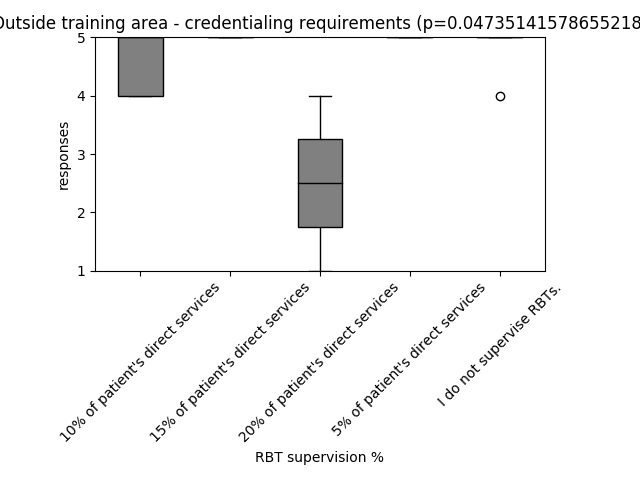 Outside training area - credentialing requirements (p=0.04735141578655218
5
4
3
2
1
responses
10% of patient's direct services
15% of patient's direct services
20% of patient's direct services
5% of patient's direct services
I do not supervise RBTs.
RBT supervision %